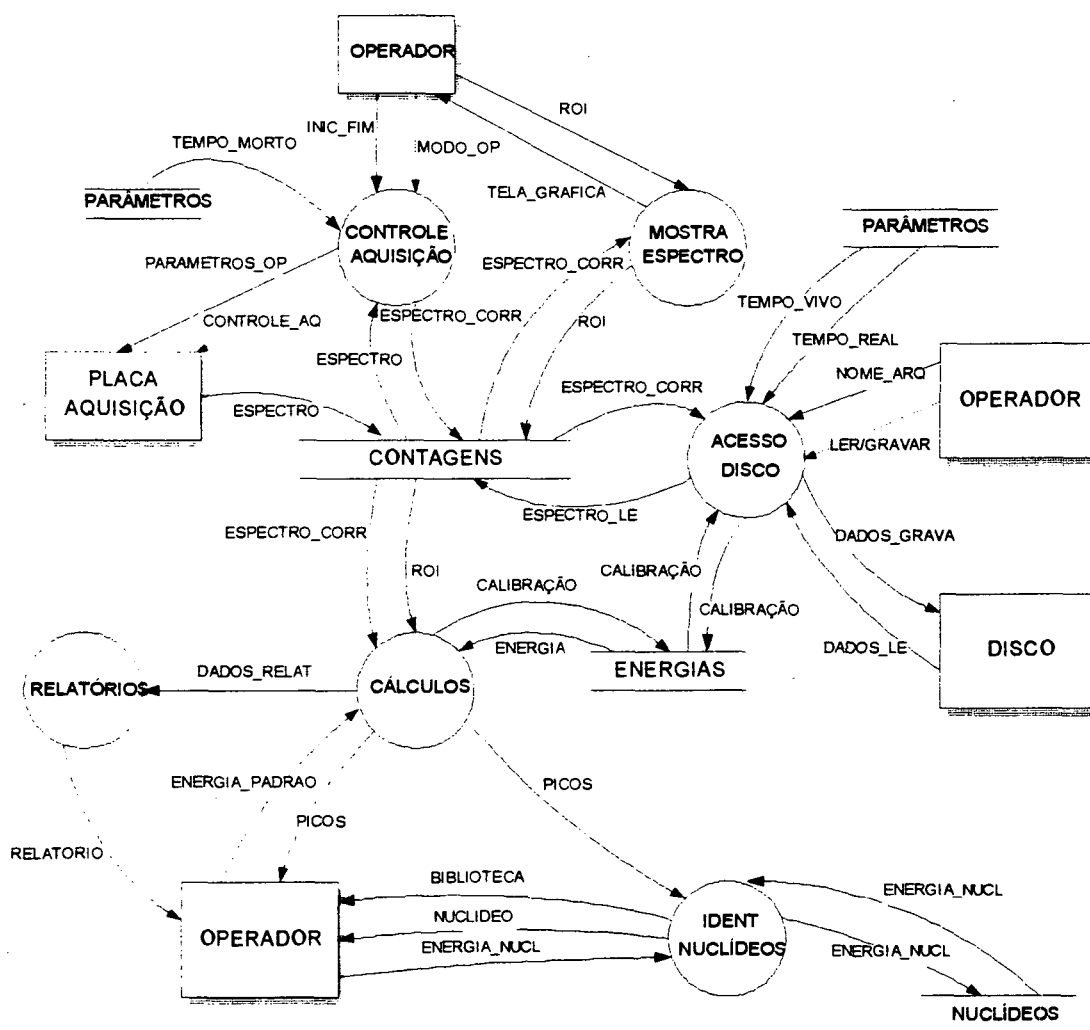 OPERADOR
ROI
INIC_FIM
TEMPO_MORTO
MODO_OP
TELA_GRAFICA
PARÂMETROS
CONTROLE
AQUISIÇÃO
MOSTRA
ESPECTRO
PARÂMETROS
PARAMETROS_OP
ESPECTRO_CORR
TEMPO_VIVO
CONTROLE_AQ
ESPECTRO_CORR
ROI
TEMPO_REAL
ESPECTRO
PLACA
AQUISIÇÃO
NOME_ARQ
ESPECTRO_CORR
OPERADOR
ESPECTRO
ACESSO
DISCO
LER/GRAVAR
CONTAGENS
ESPECTRO_LE
ESPECTRO_CORR
DADOS_GRAVA
ROI
CALIBRAÇÃO
CALIBRAÇÃO
CALIBRAÇÃO
ENERGIA
DADOS_LE
DISCO
ENERGIAS
DADOS_RELAT
RELATÓRIOS
CÁLCULOS
ENERGIA_PADRAO
PICOS
PICOS
RELATORIO
BIBLIOTECA
ENERGIA_NUCL
NUCLIDEO
OPERADOR
IDENT
NUCLÍDEOS
ENERGIA_NUCL
ENERGIA_NUCL
NUCLÍDEOS